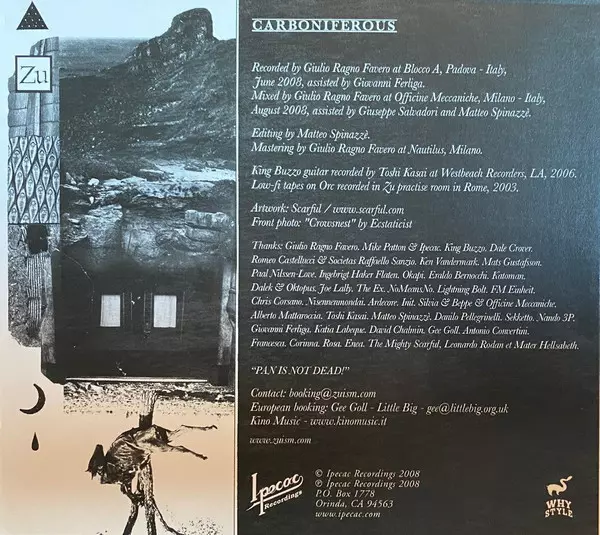 Zu
CARBONIFEROUS
Recorded by Giulio Ragno Favero at Blocco A, Padova - Italy,
June 2008, assisted by Giovanni Ferliga.
Mixed by Giulio Ragno Favero at Officine Meccaniche, Milano - Italy,
August 2008, assisted by Giuseppe Salvadori and Matteo Spinazzè.
Editing by Matteo Spinazzè.
Mastering by Giulio Ragno Favero at Nautilus, Milano.
King Buzzo guitar recorded by Toshi Kasai at Westbeach Recorders, LA, 2006.
Low-fi tapes on Orc recorded in Zu practise room in Rome, 2003.
Artwork: Scarful / www.scarful.com
Front photo: "Crowsnest" by Ecstaticist
Thanks: Giulio Ragno Favero. Mike Patton & Ipecac. King Buzzo. Dale Crover.
Romeo Castellucci & Societas Raffaello Sanzio. Ken Vandermark. Mats Gustafsson.
Paal Nilssen-Love. Ingebrigt Haker Flaten. Okapi. Eraldo Bernocchi. Katoman.
Dalek & Oktopus. Joe Lally. The Ex. NoMeansNo. Lightning Bolt. FM Einheit.
Chris Corsano. Nisennenmondai. Ardecore. Init. Silvia & Beppe & Officine Meccaniche,
Alberto Mattaroccia. Toshi Kasai. Matteo Spinazzè. Danilo Pellegrinelli. Sekketto. Nando 3P.
Giovanni Ferliga. Katia Labeque. David Chalmin. Gee Goll. Antonio Convertini.
Francesca. Corinna. Rosa. Enea. The Mighty Scarful, Leonardo Rodan et Mater Hellsabeth.
"PAN IS NOT DEAD!"
Contact: booking@zuism.com
European booking: Gee Goll - Little Big - gee@littlebig.org.uk
Kino Music - www.kinomusic.it
www.zuism.com
Ipecac
Recordings
© Ipecac Recordings 2008
℗ Ipecac Recordings 2008
P.O. Box 1778
Orinda, CA 94563
www.ipecac.com
WHY
STYLE